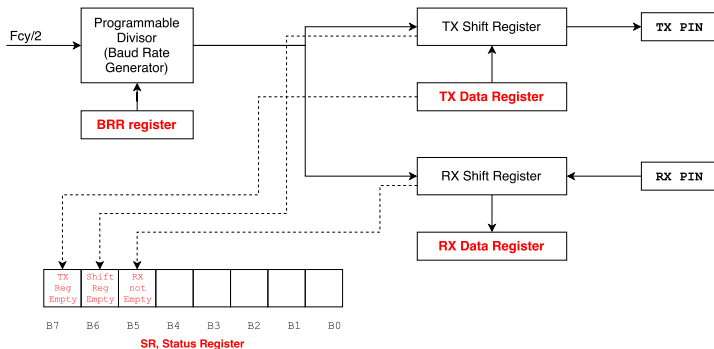 Fcy/2
Programmable
Divisor
(Baud Rate
Generator)
TX Shift Register
TX PIN
BRR register
TX Data Register
RX Shift Register
RX PIN
RX Data Register
TX
Reg
Empty
Shift
Reg
Empty
RX
not
Empty
B7 B6 B5 B4 B3 B2 B1 B0
SR, Status Register